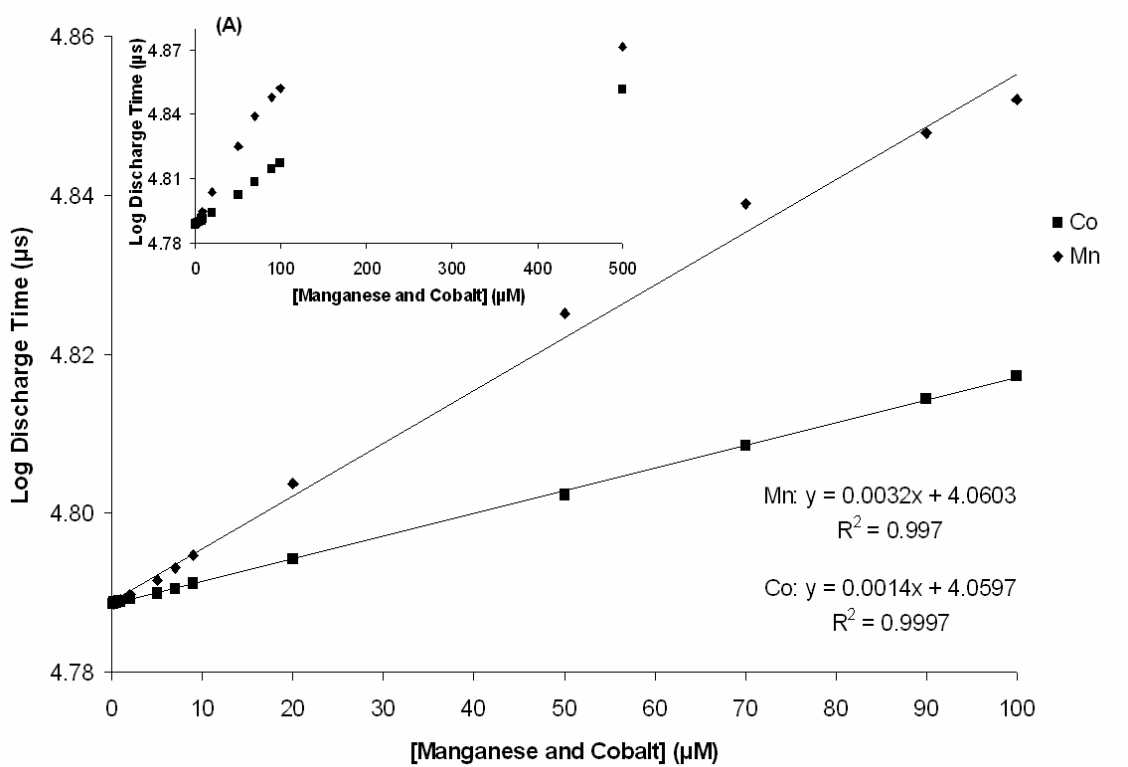 (A)
Log Discharge Time (µs)
4.87
4.84
4.81
4.78
0 100 200 300 400 500
[Manganese and Cobalt] (µM)
Log Discharge Time (µs)
4.86
4.84
4.82
4.80
4.78
Co
Mn
Mn: y = 0.0032x + 4.0603
R² = 0.997
Co: y = 0.0014x + 4.0597
R² = 0.9997
0 10 20 30 40 50 60 70 80 90 100
[Manganese and Cobalt] (µM)